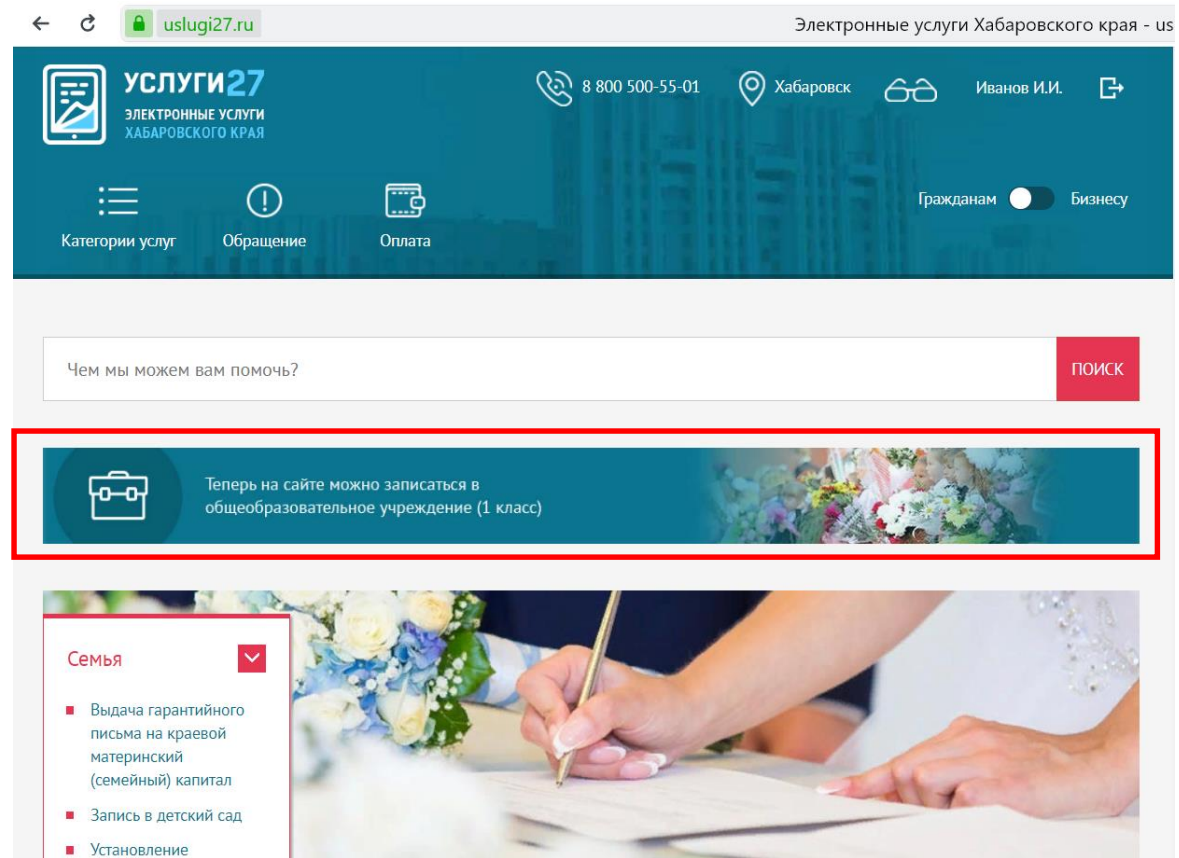 uslugi27.ru
Электронные услуги Хабаровского края - us
УСЛУГИ27
ЭЛЕКТРОННЫЕ УСЛУГИ
ХАБАРОВСКОГО КРАЯ
8 800 500-55-01
Хабаровск
Иванов И.И.
Категории услуг
Обращение
Оплата
Гражданам
Бизнесу
Чем мы можем вам помочь?
ПОИСК
Теперь на сайте можно записаться в
общеобразовательное учреждение (1 класс)
Семья
Выдача гарантийного
письма на краевой
материнский
(семейный) капитал
Запись в детский сад
Установление